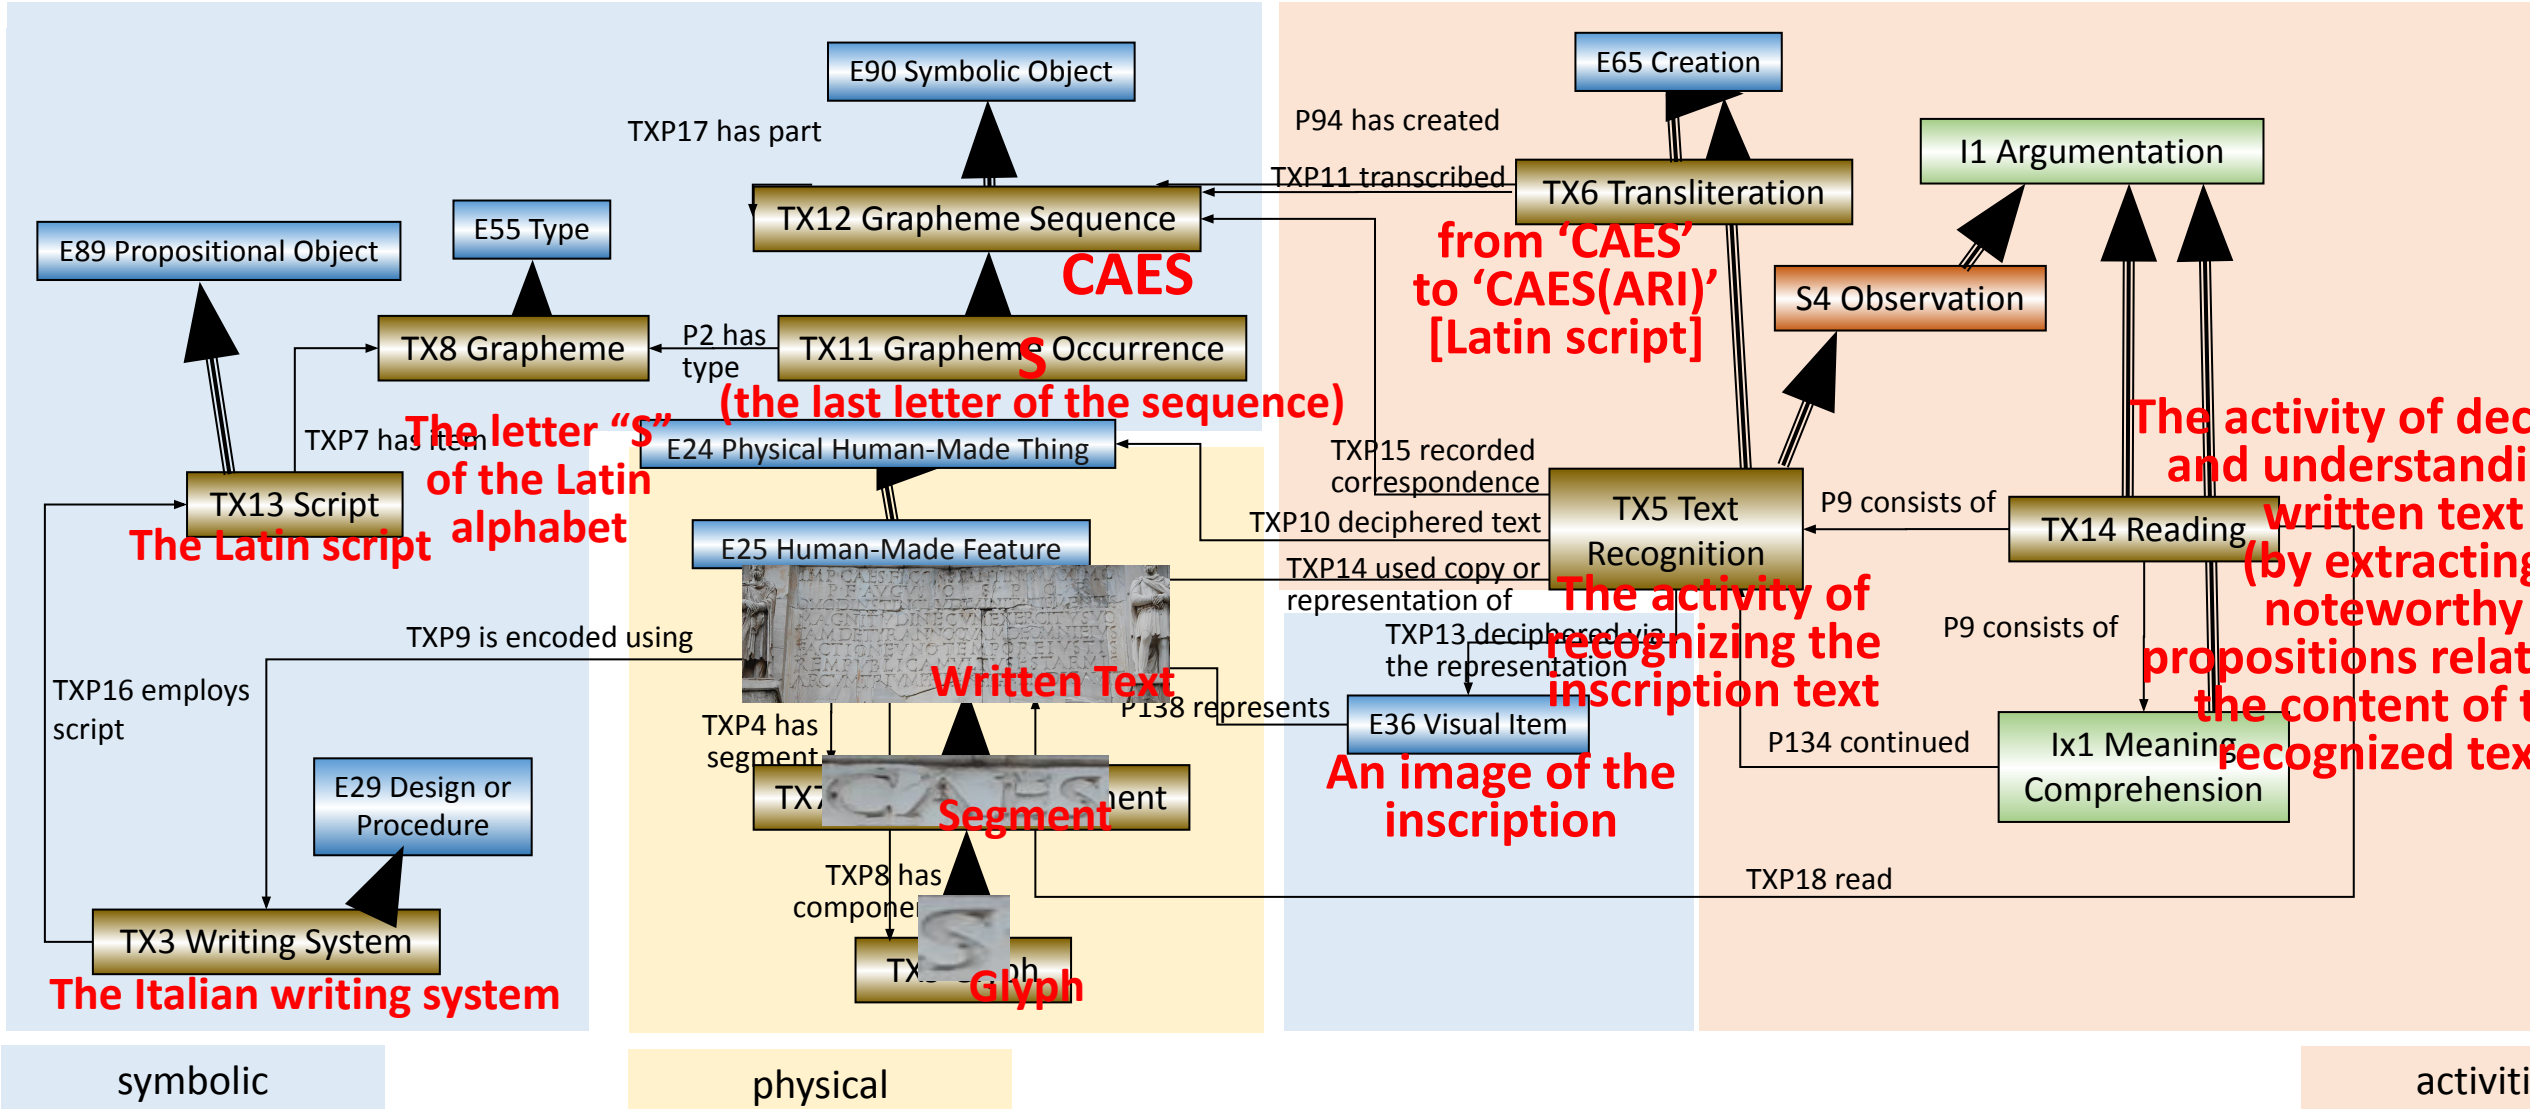 E90 Symbolic Object
E65 Creation
TXP17 has part
P94 has created
I1 Argumentation
TXP11 transcribed
TX6 Transliteration
TX12 Grapheme Sequence
E55 Type
E89 Propositional Object
from ‘CAES’
to ‘CAES(ARI)’
[Latin script]
CAES
S4 Observation
TX8 Grapheme
P2 has
type
TX11 Grapheme Occurrence
S
(the last letter of the sequence)
The letter “S”
of the Latin
alphabet
TXP7 has item
E24 Physical Human-Made Thing
TXP15 recorded
correspondence
The activity of dec
and understandi
written text
(by extracting
noteworthy
propositions relat
the content of t
recognized tex
TX13 Script
The Latin script
TX5 Text
Recognition
P9 consists of
TX14 Reading
TXP10 deciphered text
E25 Human-Made Feature
TXP14 used copy or
representation of
The activity of
recognizing the
inscription text
TXP13 deciphered via
the representation
TXP9 is encoded using
P9 consists of
Written Text
TXP16 employs
script
TXP4 has
segment
P138 represents
E36 Visual Item
An image of the
inscription
P134 continued
Ix1 Meaning
Comprehension
E29 Design or
Procedure
CAES
Segment
TXP8 has
TXP18 read
TX3 Writing System
The Italian writing system
S
Glyph
symbolic
physical
activiti